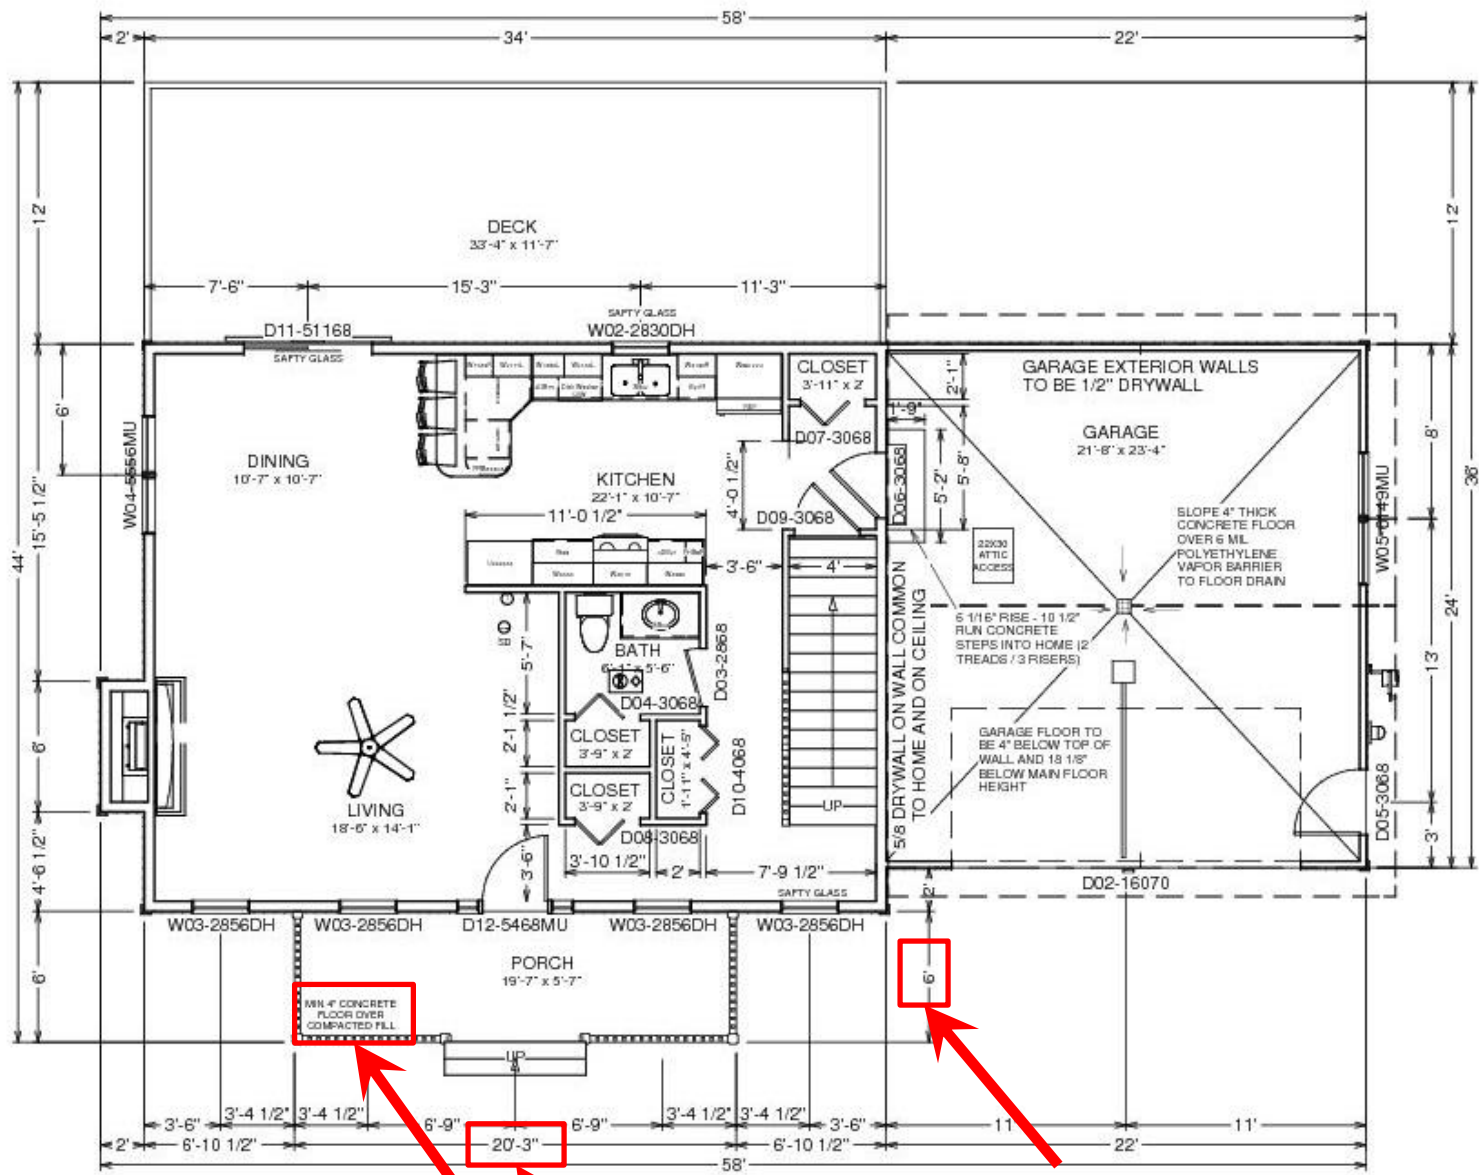 58'
2'
34'
22'
12'
12'
DECK
33'-4" x 11'-7"
7'-6"
15'-3"
11'-3"
SAFTY GLASS
D11-51168
W02-2830DH
SAFTY GLASS
CLOSET
3'-11" x 2'
2'-1"
GARAGE EXTERIOR WALLS
TO BE 1/2" DRYWALL
1'-9"
6'
D07-3068
GARAGE
21'-8" x 23'-4"
8'
36'
DINING
10'-7" x 10'-7"
KITCHEN
22'-1" x 10'-7"
4'-0 1/2"
D06-3068
5'-2"
5'-8"
15'-5 1/2"
11'-0 1/2"
D09-3068
SLOPE 4" THICK
CONCRETE FLOOR
OVER 6 MIL
POLYETHYLENE
VAPOR BARRIER
TO FLOOR DRAIN
22X30
ATTIC
ACCESS
44'
3'-6"
4'
24'
6 1/16" RISE - 10 1/2"
RUN CONCRETE
STEPS INTO HOME (2
TREADS / 3 RISERS)
5'-7"
BATH
6'-1" x 5'-6"
D03-2868
13'
D04-3068
5/8 DRYWALL ON WALL COMMON
TO HOME AND ON CEILING
2'-1 1/2"
CLOSET
3'-9" x 2'
CLOSET
1'-11" x 4'-5"
D10-4068
GARAGE FLOOR TO
BE 4" BELOW TOP OF
WALL AND 18 1/8"
BELOW MAIN FLOOR
HEIGHT
6'
2'-1"
CLOSET
3'-9" x 2'
LIVING
18'-6" x 14'-1"
UP
D05-3068
D08-3068
3'
4'-6 1/2"
3'-6"
3'-10 1/2"
2'
7'-9 1/2"
SAFTY GLASS
D02-16070
2'
W03-2856DH
W03-2856DH
D12-5468MU
W03-2856DH
W03-2856DH
PORCH
19'-7" x 5'-7"
6'
6'
MIN 4" CONCRETE
FLOOR OVER
COMPACTED FILL
UP
3'-6"
3'-4 1/2"
3'-4 1/2"
6'-9"
6'-9"
3'-4 1/2"
3'-4 1/2"
3'-6"
11'
11'
2'
6'-10 1/2"
20'-3"
6'-10 1/2"
22'
58'